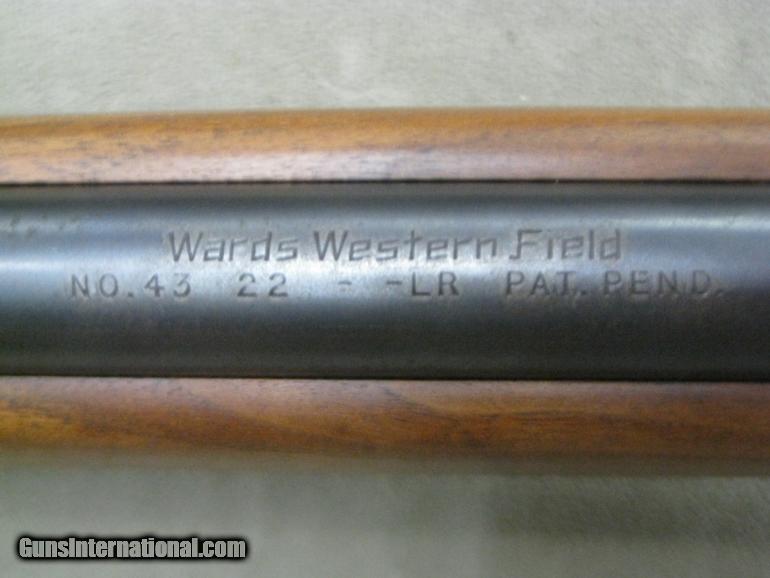 Wards Western Field
NO. 43 22 - -LR PAT. PEND.
GunsInternational.com